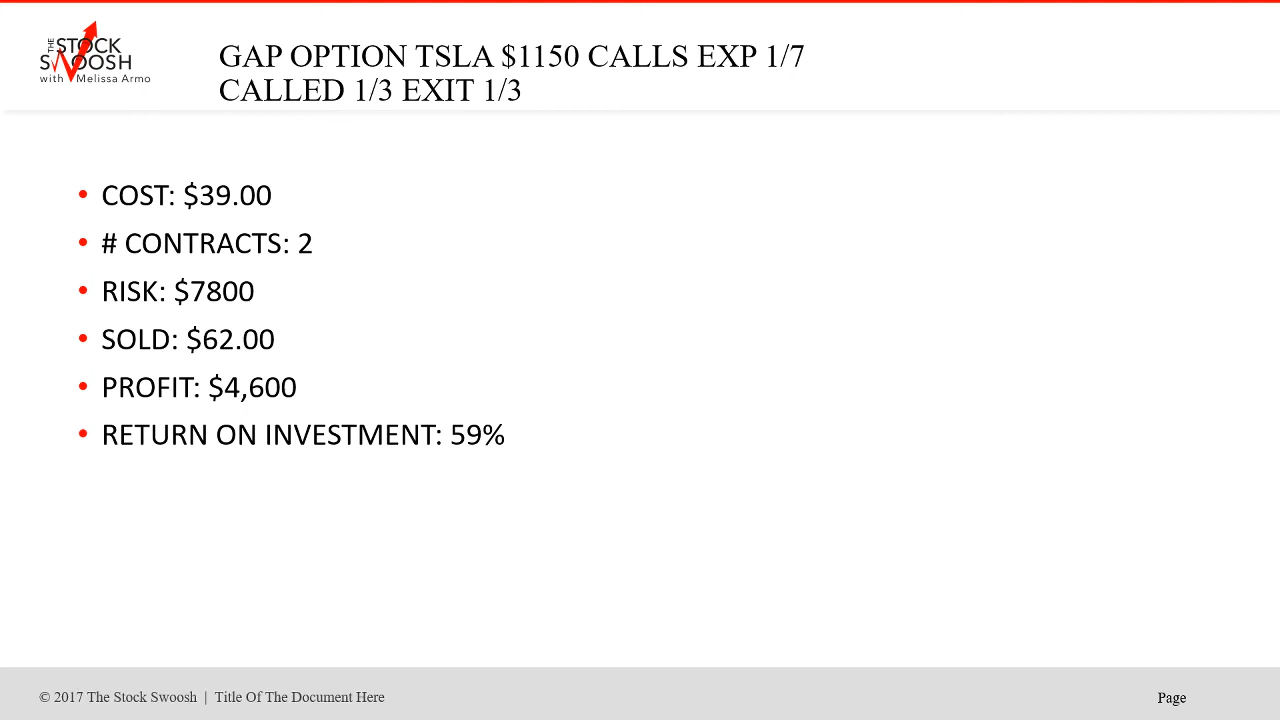 THE STOCK
SWOOSH
with Melissa Armo
GAP OPTION TSLA $1150 CALLS EXP 1/7
CALLED 1/3 EXIT 1/3
• COST: $39.00
• # CONTRACTS: 2
• RISK: $7800
• SOLD: $62.00
• PROFIT: $4,600
• RETURN ON INVESTMENT: 59%
© 2017 The Stock Swoosh | Title Of The Document Here
Page